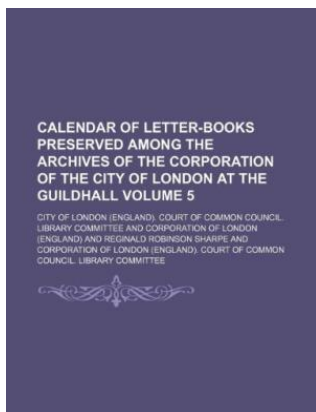 CALENDAR OF LETTER-BOOKS
PRESERVED AMONG THE
ARCHIVES OF THE CORPORATION
OF THE CITY OF LONDON AT THE
GUILDHALL VOLUME 5
CITY OF LONDON (ENGLAND). COURT OF COMMON COUNCIL.
LIBRARY COMMITTEE AND CORPORATION OF LONDON
(ENGLAND) AND REGINALD ROBINSON SHARPE AND
CORPORATION OF LONDON (ENGLAND). COURT OF COMMON
COUNCIL. LIBRARY COMMITTEE